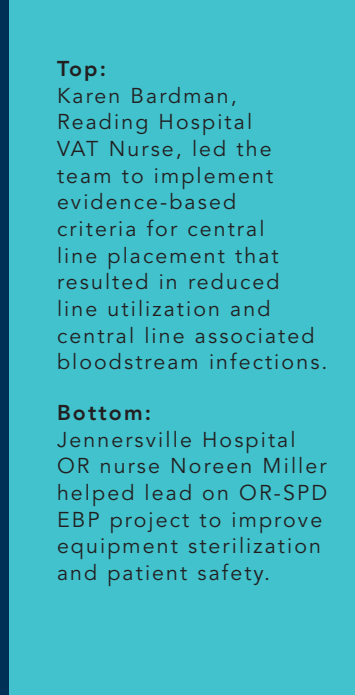 Top:
Karen Bardman,
Reading Hospital
VAT Nurse, led the
team to implement
evidence-based
criteria for central
line placement that
resulted in reduced
line utilization and
central line associated
bloodstream infections.
Bottom:
Jennersville Hospital
OR nurse Noreen Miller
helped lead on OR-SPD
EBP project to improve
equipment sterilization
and patient safety.